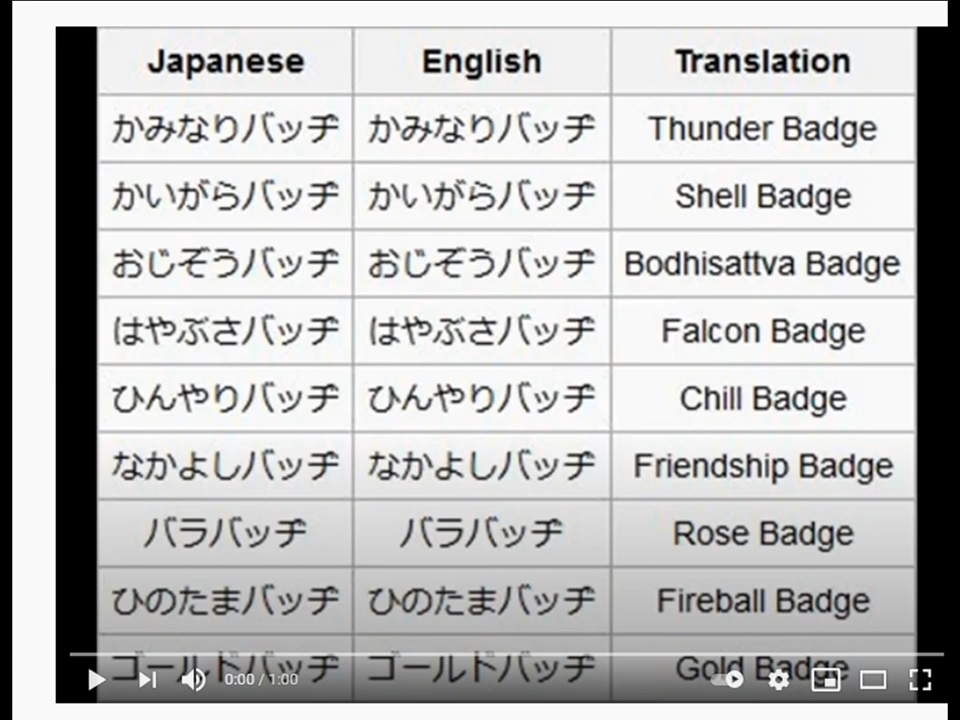 Japanese English Translation
かみなりバッヂ かみなりバッヂ Thunder Badge
かいがらバッヂ かいがらバッヂ Shell Badge
おじぞうバッヂ おじぞうバッヂ Bodhisattva Badge
はやぶさバッヂ はやぶさバッヂ Falcon Badge
ひんやりバッヂ ひんやりバッヂ Chill Badge
なかよしバッヂ なかよしバッヂ Friendship Badge
バラバッヂ バラバッヂ Rose Badge
ひのたまバッヂ ひのたまバッヂ Fireball Badge
ゴールドバッヂ ゴールドバッヂ Gold Badge
0:00 / 1:00